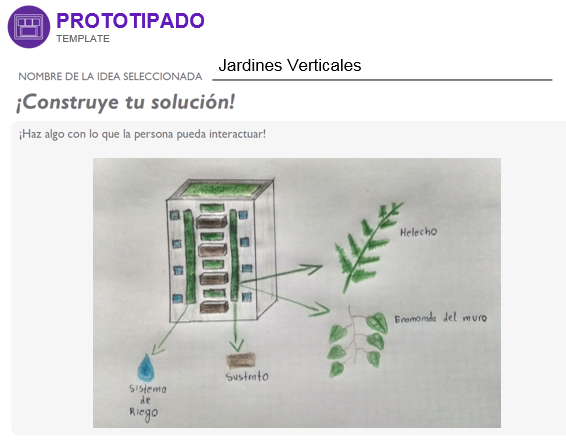 PROTOTIPADO
TEMPLATE
NOMBRE DE LA IDEA SELECCIONADA Jardines Verticales
¡Construye tu solución!
¡Haz algo con lo que la persona pueda interactuar!
Helecho
Enamorada del muro
Sustrato
Sistema
de
Riego